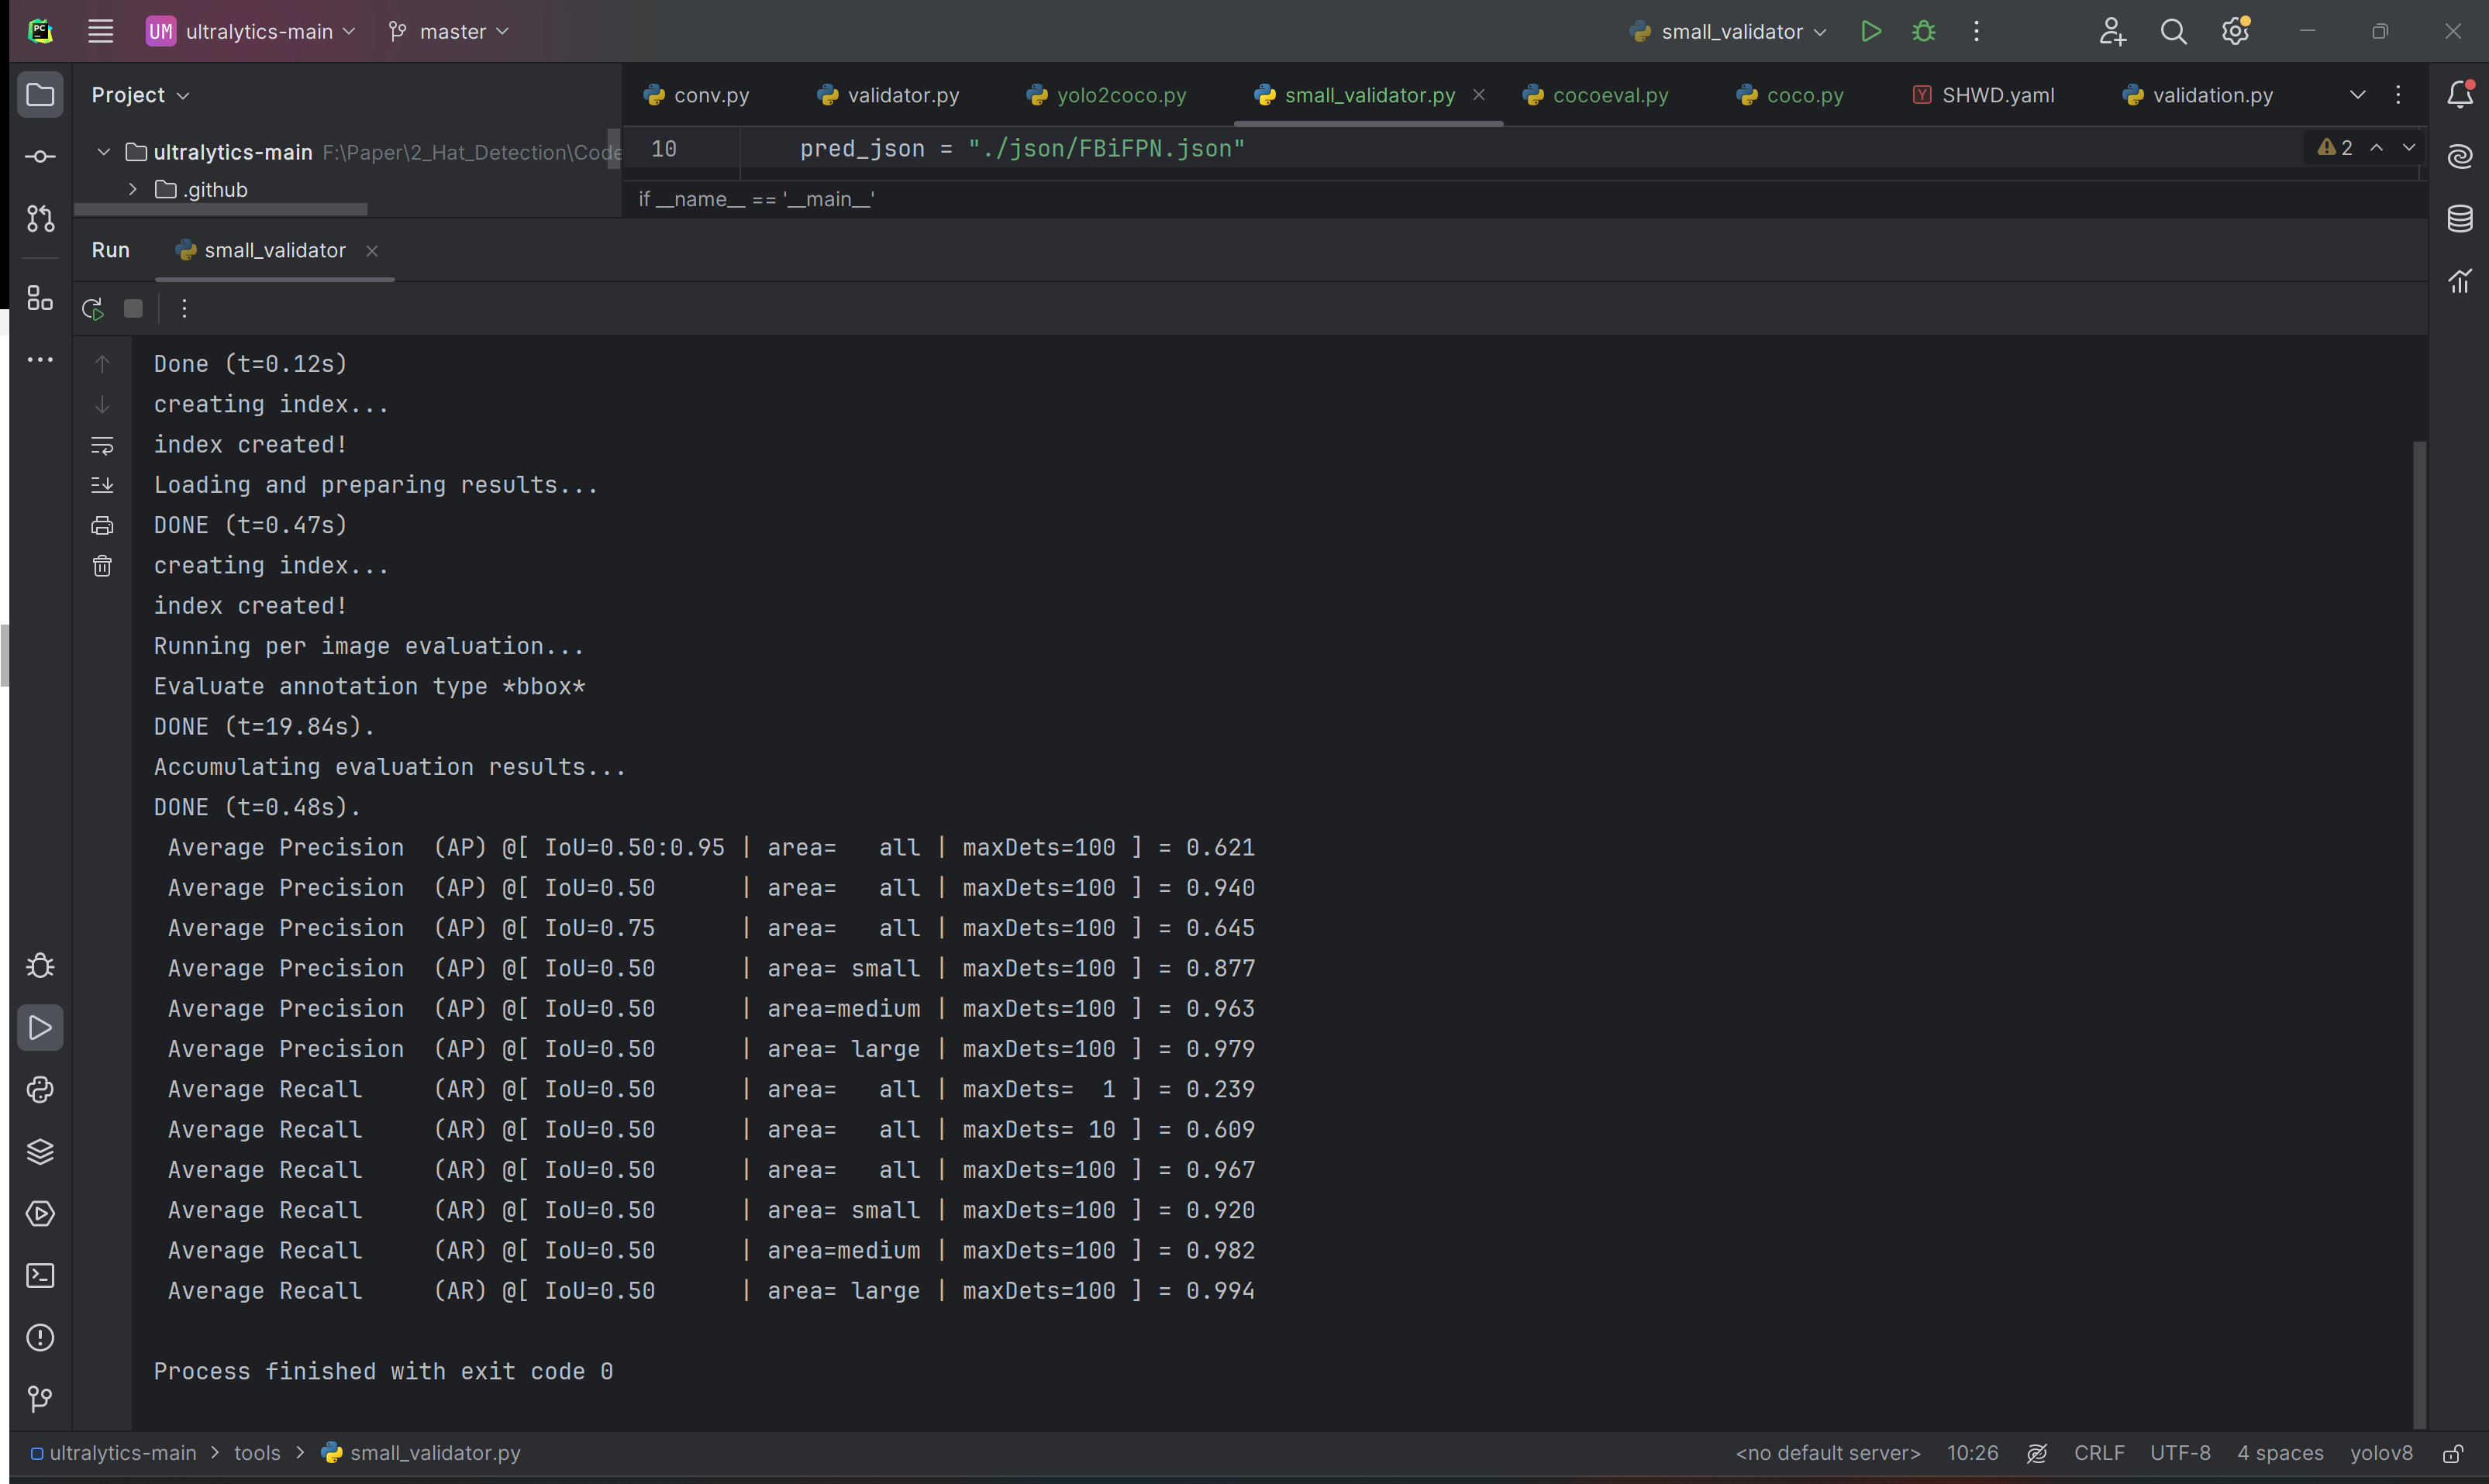 PC UM ultralytics-main master small_validator
Project conv.py validator.py yolo2coco.py small_validator.py cocoeval.py coco.py SHWD.yaml validation.py
ultralytics-main F:\Paper\2_Hat_Detection\Code 10 pred_json = "./json/FBiFPN.json" 2
.github if __name__ == '__main__'
Run small_validator
Done (t=0.12s)
creating index...
index created!
Loading and preparing results...
DONE (t=0.47s)
creating index...
index created!
Running per image evaluation...
Evaluate annotation type *bbox*
DONE (t=19.84s).
Accumulating evaluation results...
DONE (t=0.48s).
Average Precision  (AP) @[ IoU=0.50:0.95 | area=   all | maxDets=100 ] = 0.621
Average Precision  (AP) @[ IoU=0.50      | area=   all | maxDets=100 ] = 0.940
Average Precision  (AP) @[ IoU=0.75      | area=   all | maxDets=100 ] = 0.645
Average Precision  (AP) @[ IoU=0.50      | area= small | maxDets=100 ] = 0.877
Average Precision  (AP) @[ IoU=0.50      | area=medium | maxDets=100 ] = 0.963
Average Precision  (AP) @[ IoU=0.50      | area= large | maxDets=100 ] = 0.979
Average Recall     (AR) @[ IoU=0.50      | area=   all | maxDets=  1 ] = 0.239
Average Recall     (AR) @[ IoU=0.50      | area=   all | maxDets= 10 ] = 0.609
Average Recall     (AR) @[ IoU=0.50      | area=   all | maxDets=100 ] = 0.967
Average Recall     (AR) @[ IoU=0.50      | area= small | maxDets=100 ] = 0.920
Average Recall     (AR) @[ IoU=0.50      | area=medium | maxDets=100 ] = 0.982
Average Recall     (AR) @[ IoU=0.50      | area= large | maxDets=100 ] = 0.994
Process finished with exit code 0
ultralytics-main > tools > small_validator.py <no default server> 10:26 CRLF UTF-8 4 spaces yolov8